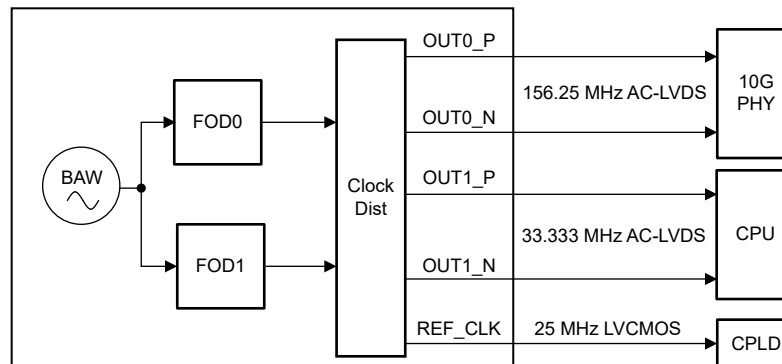 BAW
FOD0
FOD1
Clock
Dist
OUT0_P
156.25 MHz AC-LVDS
OUT0_N
10G
PHY
OUT1_P
33.333 MHz AC-LVDS
OUT1_N
CPU
REF_CLK
25 MHz LVCMOS
CPLD